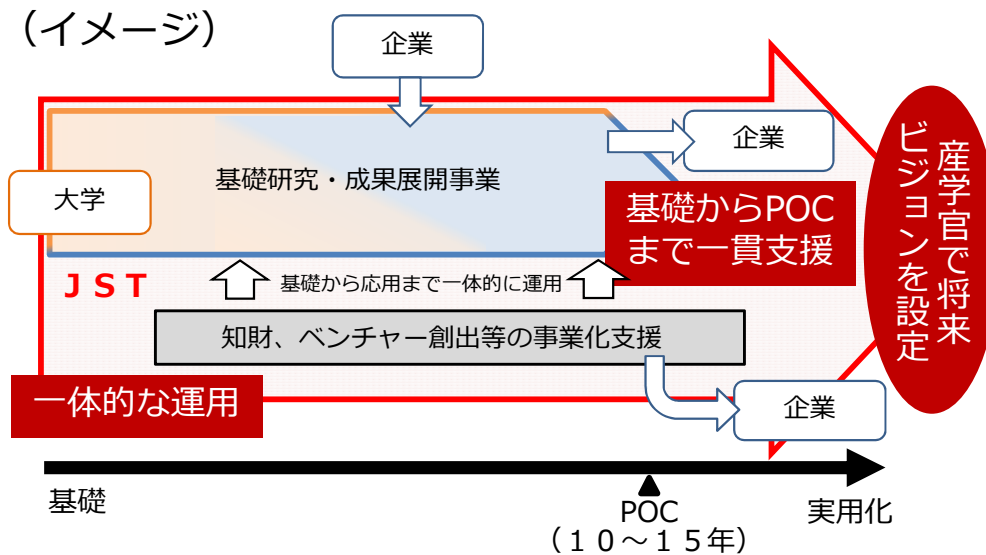 （イメージ）
企業
企業
大学
基礎研究・成果展開事業
基礎からPOC
まで一貫支援
産学官で将来
ビジョンを設定
ＪＳＴ
基礎から応用まで一体的に運用
知財、ベンチャー創出等の事業化支援
一体的な運用
企業
基礎
POC
（１０～１５年）
実用化